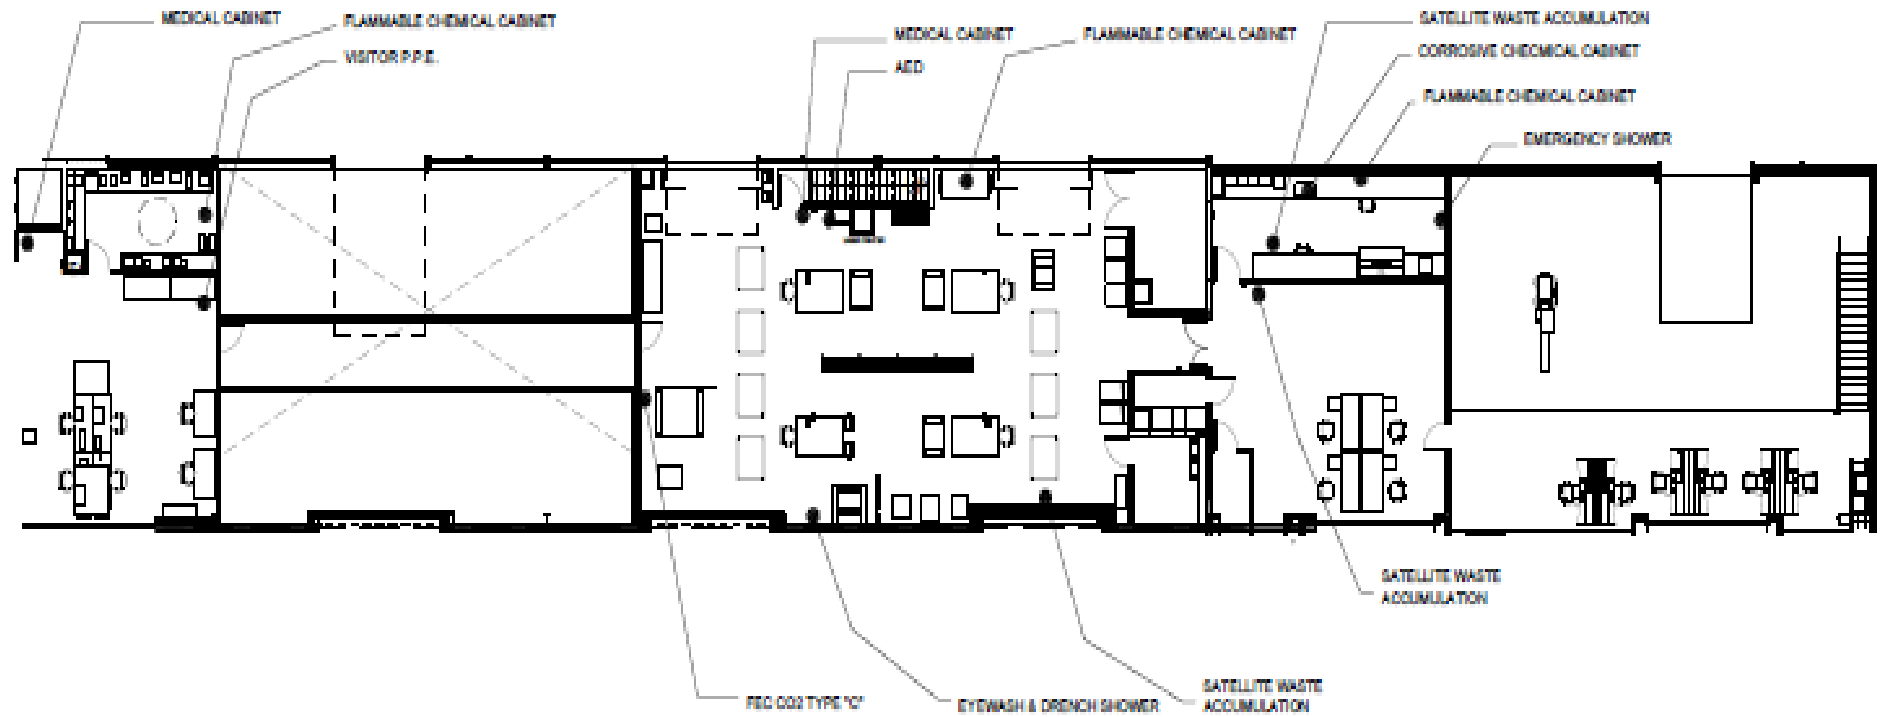 MEDICAL CABINET
FLAMMABLE CHEMICAL CABINET
VISITOR P.P.E.
MEDICAL CABINET
AED
FLAMMABLE CHEMICAL CABINET
SATELLITE WASTE ACCUMULATION
CORROSIVE CHECMICAL CABINET
FLAMMABLE CHEMICAL CABINET
EMERGENCY SHOWER
SATELLITE WASTE
ACCUMULATION
FEC CO2 TYPE "C"
EYEWASH & DRENCH SHOWER
SATELLITE WASTE
ACCUMULATION